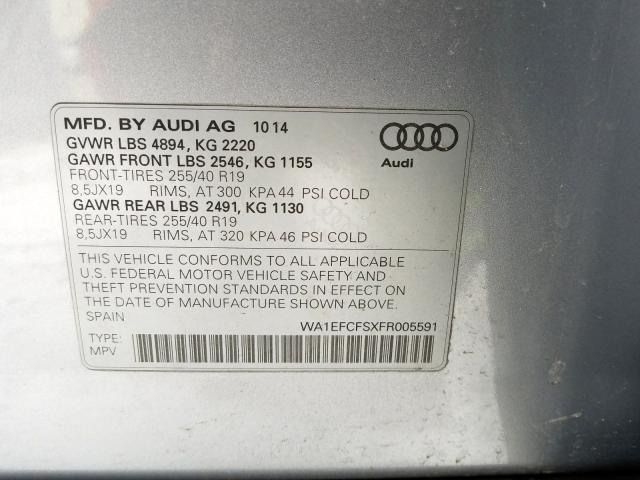 MFD. BY AUDI AG 10 14
GVWR LBS 4894, KG 2220
GAWR FRONT LBS 2546, KG 1155
FRONT-TIRES 255/40 R19
8,5JX19 RIMS, AT 300 KPA 44 PSI COLD
GAWR REAR LBS 2491, KG 1130
REAR-TIRES 255/40 R19
8,5JX19 RIMS, AT 320 KPA 46 PSI COLD
Audi
THIS VEHICLE CONFORMS TO ALL APPLICABLE
U.S. FEDERAL MOTOR VEHICLE SAFETY AND
THEFT PREVENTION STANDARDS IN EFFECT ON
THE DATE OF MANUFACTURE SHOWN ABOVE.
SPAIN
WA1EFCFSXFR005591
TYPE:
MPV